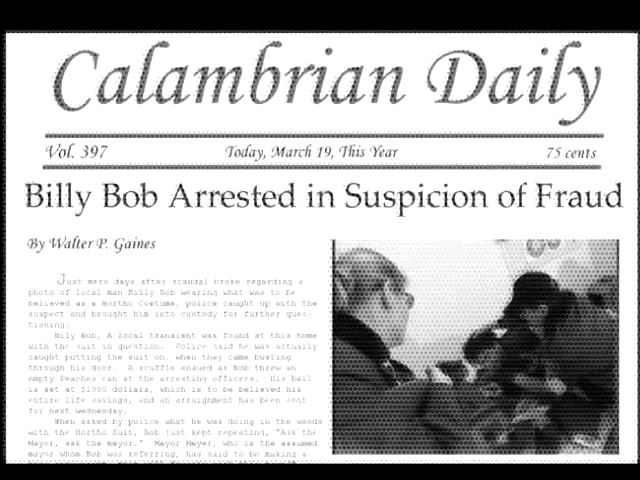 Calambrian Daily
Vol. 397 Today, March 19, This Year 75 cents
Billy Bob Arrested in Suspicion of Fraud
By Walter P. Gaines
Just mere days after scandal broke regarding a
photo of local man Billy Bob wearing what was to be
believed as a Hortho Costume, police caught up with the
suspect and brought him into custody for further ques-
tioning.
Billy Bob, A local transient was found at this home
with the suit in question. Police said he was actually
caught putting the suit on, when they came busting
through his door. A scuffle ensued as Bob threw an
empty Peaches can at the arresting officers. His bail
is set at 31000 dollars, which is to be believed his
entire life savings, and an arraignment has been sent
for next wednesday.
When asked by police what he was doing in the woods
with the Hortho Suit, Bob just kept repeating, "Ask the
Mayor, ask the mayor." Mayor Meyer, who is the assumed
mayor whom Bob was referring, has said to be making a